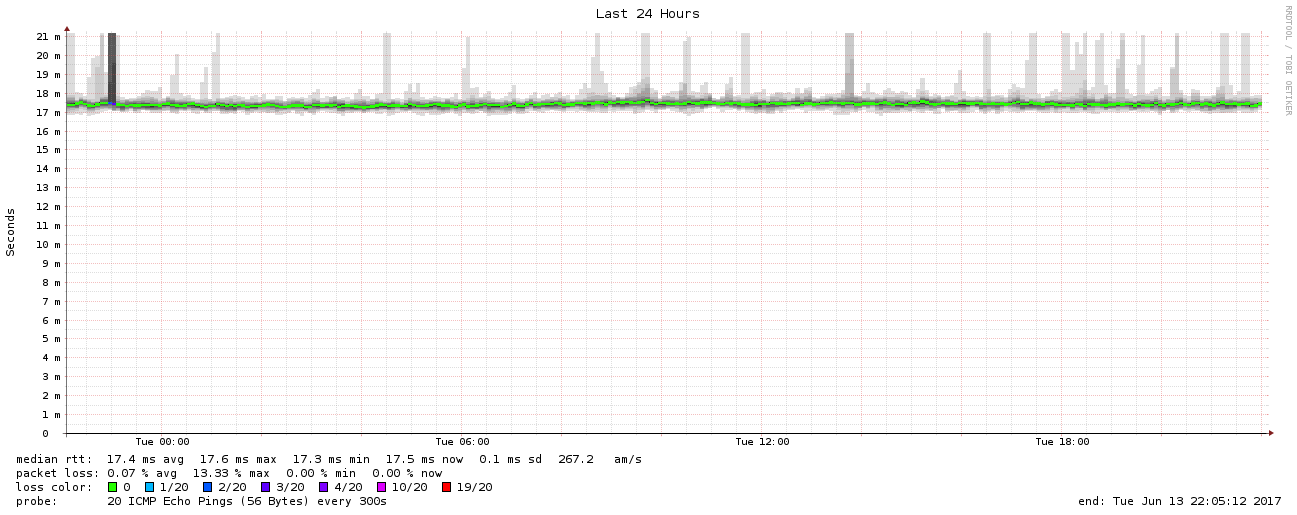 Last 24 Hours
RRDTOOL / TOBI OETIKER
Seconds
21 m
20 m
19 m
18 m
17 m
16 m
15 m
14 m
13 m
12 m
11 m
10 m
9 m
8 m
7 m
6 m
5 m
4 m
3 m
2 m
1 m
0
Tue 00:00 Tue 06:00 Tue 12:00 Tue 18:00
median rtt: 17.4 ms avg 17.6 ms max 17.3 ms min 17.5 ms now 0.1 ms sd 267.2 am/s
packet loss: 0.07 % avg 13.33 % max 0.00 % min 0.00 % now
loss color: 0 1/20 2/20 3/20 4/20 10/20 19/20
probe: 20 ICMP Echo Pings (56 Bytes) every 300s end: Tue Jun 13 22:05:12 2017